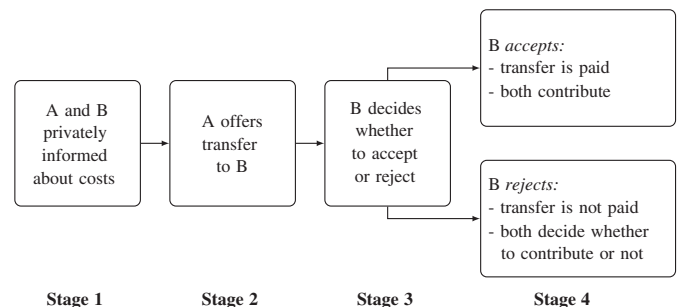 A and B
privately
informed
about costs
A offers
transfer
to B
B decides
whether
to accept
or reject
B accepts:
- transfer is paid
- both contribute
B rejects:
- transfer is not paid
- both decide whether
to contribute or not
Stage 1
Stage 2
Stage 3
Stage 4